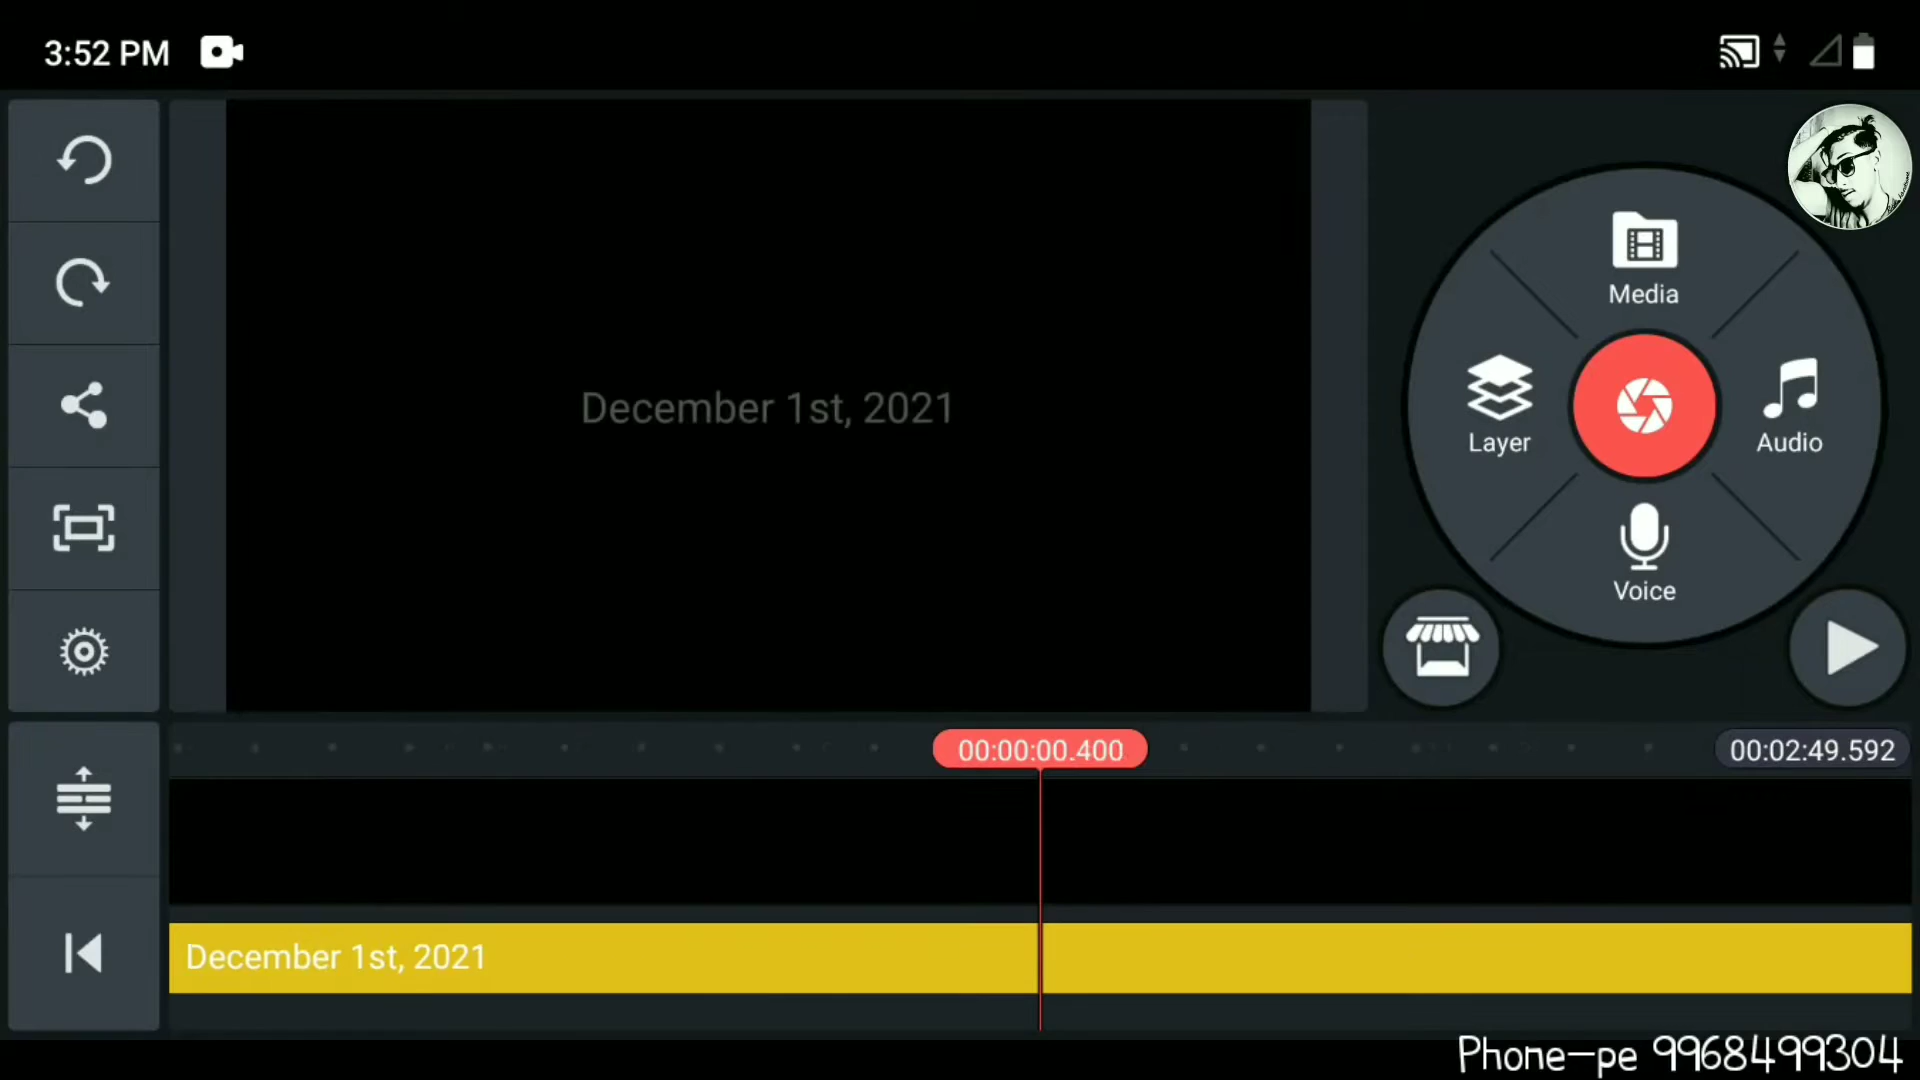 3:52 PM
Media
Layer
Audio
Voice
December 1st, 2021
00:00:00.400
00:02:49.592
December 1st, 2021
Phone-pe 9968499304